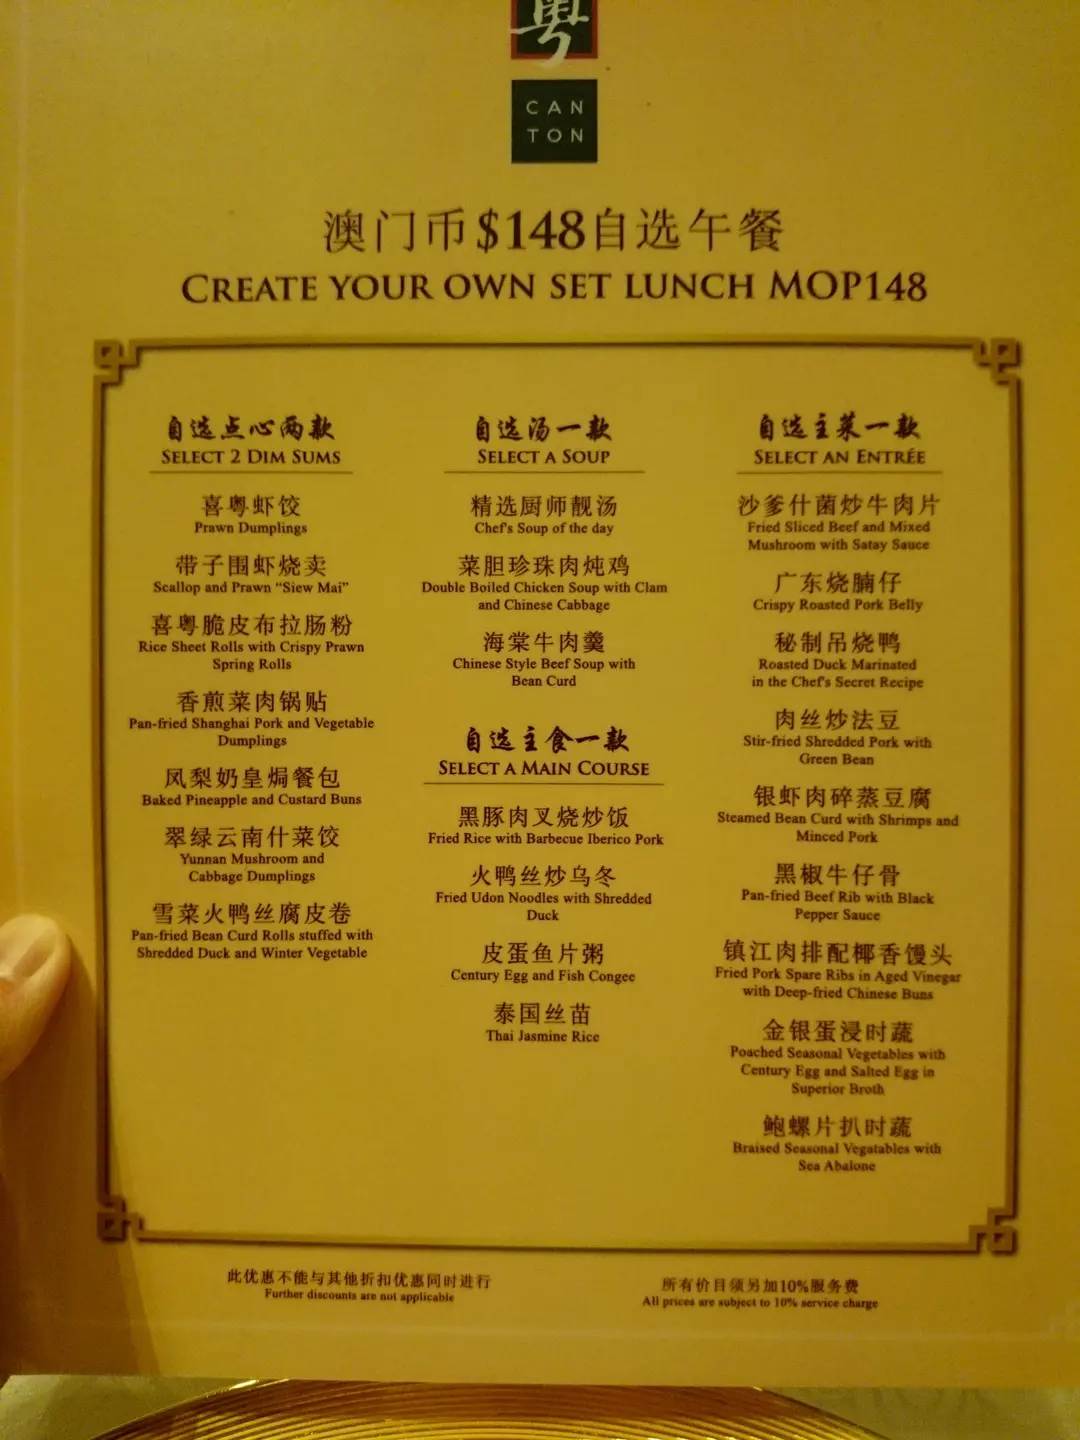 粤
CAN
TON
澳门币$148自选午餐
CREATE YOUR OWN SET LUNCH MOP148
自选点心两款
SELECT 2 DIM SUMS
喜粤虾饺
Prawn Dumplings
带子围虾烧卖
Scallop and Prawn “Siew Mai”
喜粤脆皮布拉肠粉
Rice Sheet Rolls with Crispy Prawn
Spring Rolls
香煎菜肉锅贴
Pan-fried Shanghai Pork and Vegetable
Dumplings
凤梨奶皇焗餐包
Baked Pineapple and Custard Buns
翠绿云南什菜饺
Yunnan Mushroom and
Cabbage Dumplings
雪菜火鸭丝腐皮卷
Pan-fried Bean Curd Rolls stuffed with
Shredded Duck and Winter Vegetable
自选汤一款
SELECT A SOUP
精选厨师靓汤
Chef's Soup of the day
菜胆珍珠肉炖鸡
Double Boiled Chicken Soup with Clam
and Chinese Cabbage
海棠牛肉羹
Chinese Style Beef Soup with
Bean Curd
自选主食一款
SELECT A MAIN COURSE
黑豚肉叉烧炒饭
Fried Rice with Barbecue Iberico Pork
火鸭丝炒乌冬
Fried Udon Noodles with Shredded
Duck
皮蛋鱼片粥
Century Egg and Fish Congee
泰国丝苗
Thai Jasmine Rice
自选主菜一款
SELECT AN ENTRÉE
沙爹什菌炒牛肉片
Fried Sliced Beef and Mixed
Mushroom with Satay Sauce
广东烧腩仔
Crispy Roasted Pork Belly
秘制吊烧鸭
Roasted Duck Marinated
in the Chef's Secret Recipe
肉丝炒法豆
Stir-fried Shredded Pork with
Green Bean
银虾肉碎蒸豆腐
Steamed Bean Curd with Shrimps and
Minced Pork
黑椒牛仔骨
Pan-fried Beef Rib with Black
Pepper Sauce
镇江肉排配椰香馒头
Fried Pork Spare Ribs in Aged Vinegar
with Deep-fried Chinese Buns
金银蛋浸时蔬
Poached Seasonal Vegetables with
Century Egg and Salted Egg in
Superior Broth
鲍螺片扒时蔬
Braised Seasonal Vegatables with
Sea Abalone
此优惠不能与其他折扣优惠同时进行
Further discounts are not applicable
所有价目须另加10%服务费
All prices are subject to 10% service charge